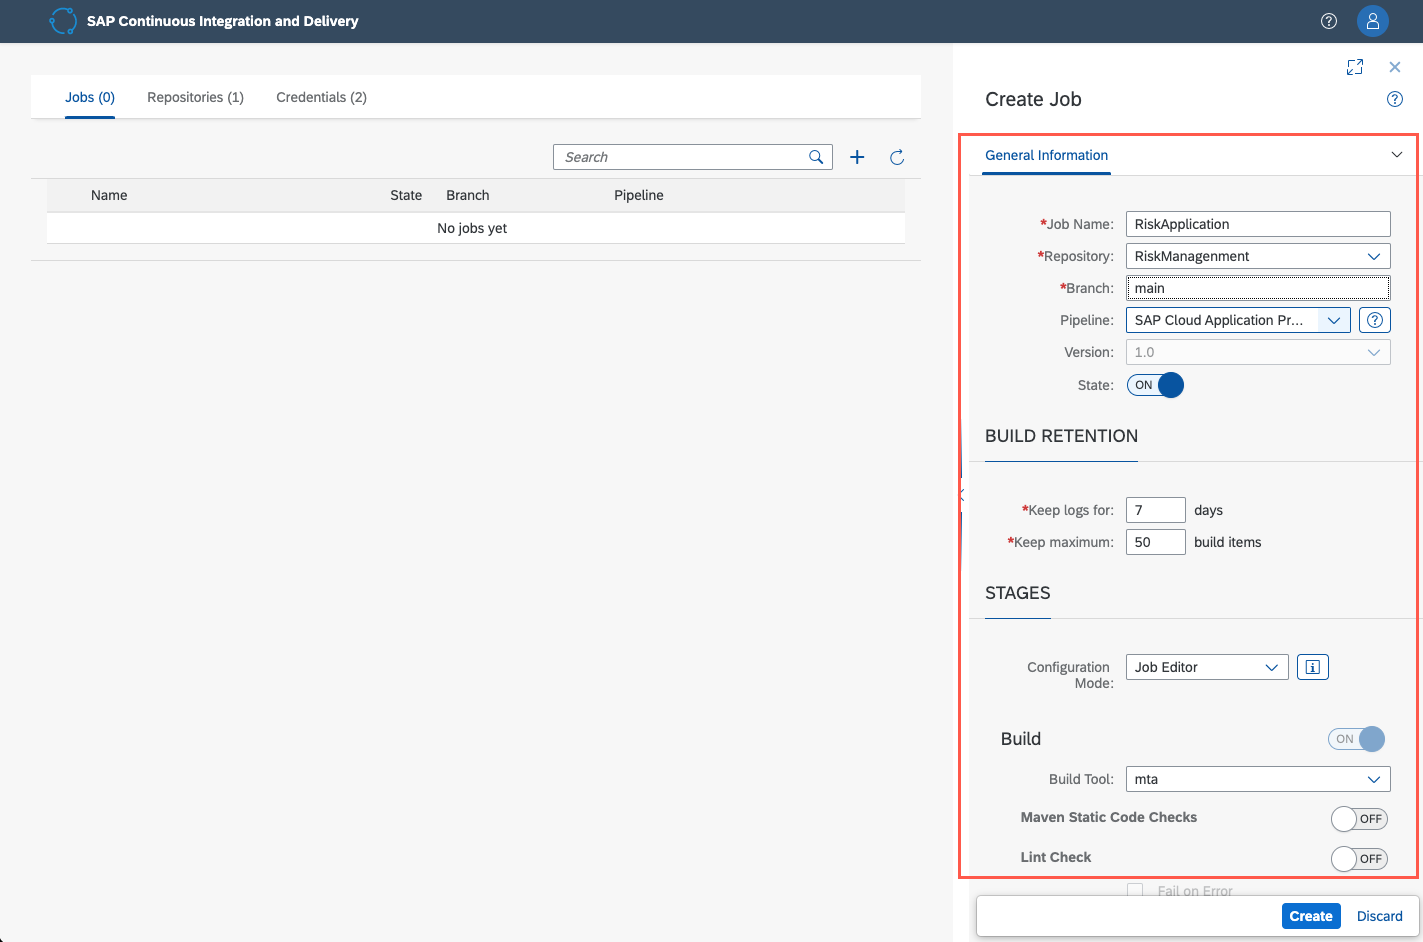 SAP Continuous Integration and Delivery
Jobs (0) Repositories (1) Credentials (2)
Search
Name State Branch Pipeline
No jobs yet
Create Job
General Information
*Job Name: RiskApplication
*Repository: RiskManagenment
*Branch: main
Pipeline: SAP Cloud Application Pr...
Version: 1.0
State: ON
BUILD RETENTION
*Keep logs for: 7 days
*Keep maximum: 50 build items
STAGES
Configuration Mode: Job Editor
Build ON
Build Tool: mta
Maven Static Code Checks OFF
Lint Check OFF
Fail on Error
Create Discard